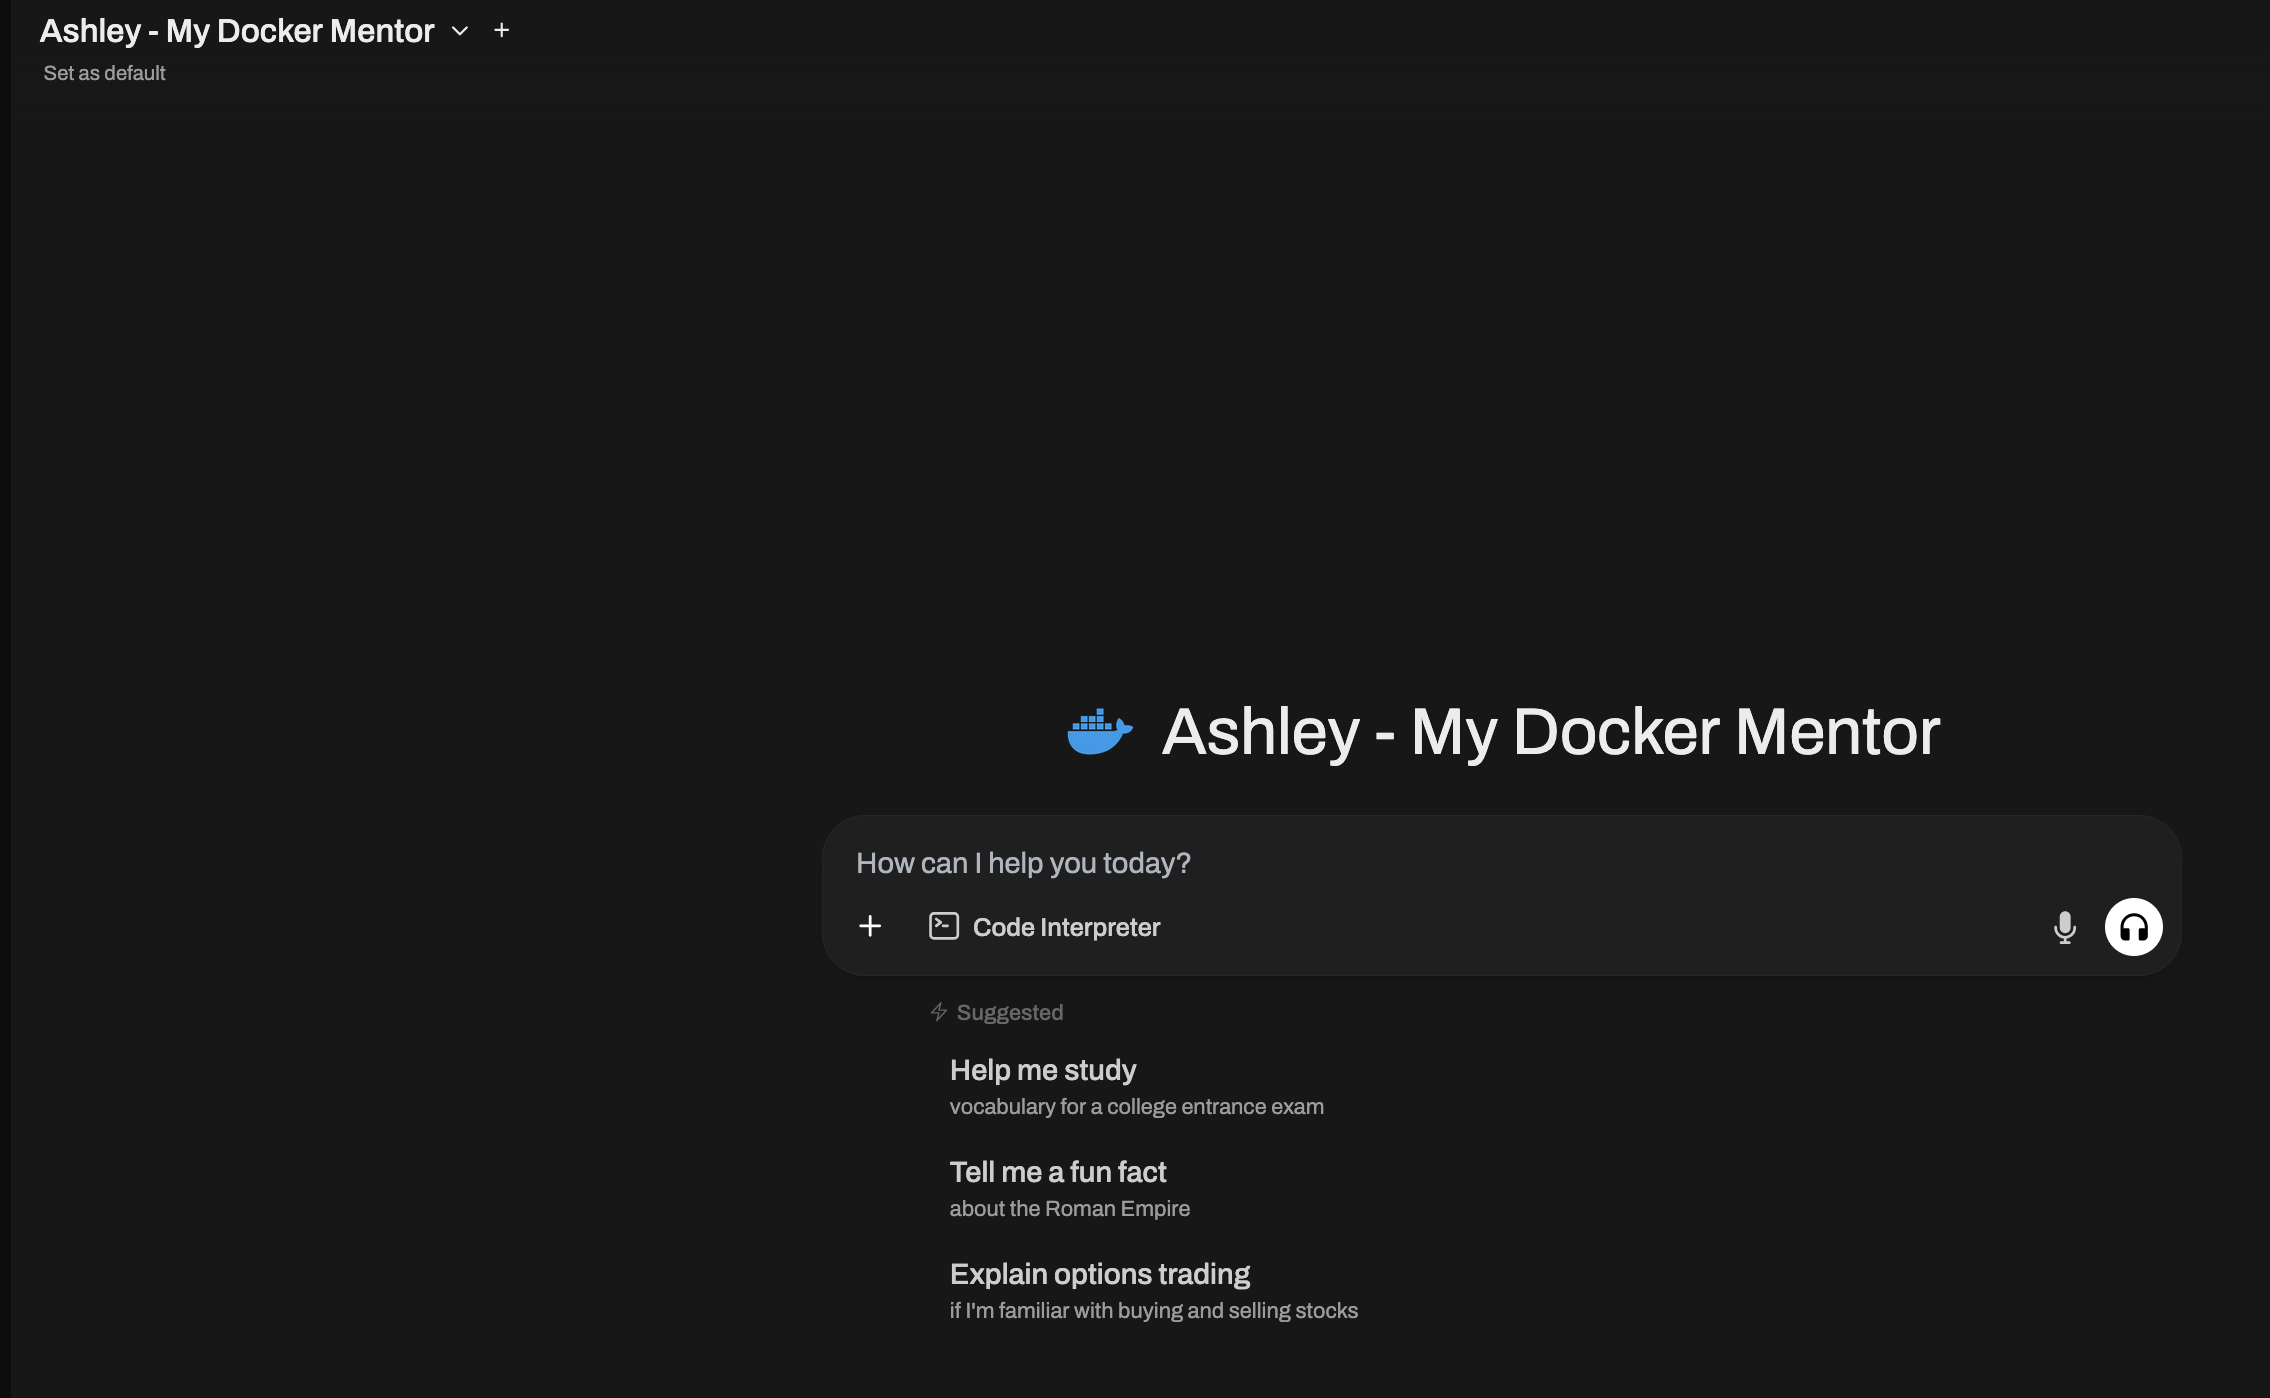 Ashley - My Docker Mentor
Set as default
Ashley - My Docker Mentor
How can I help you today?
Code Interpreter
Suggested
Help me study
vocabulary for a college entrance exam
Tell me a fun fact
about the Roman Empire
Explain options trading
if I'm familiar with buying and selling stocks